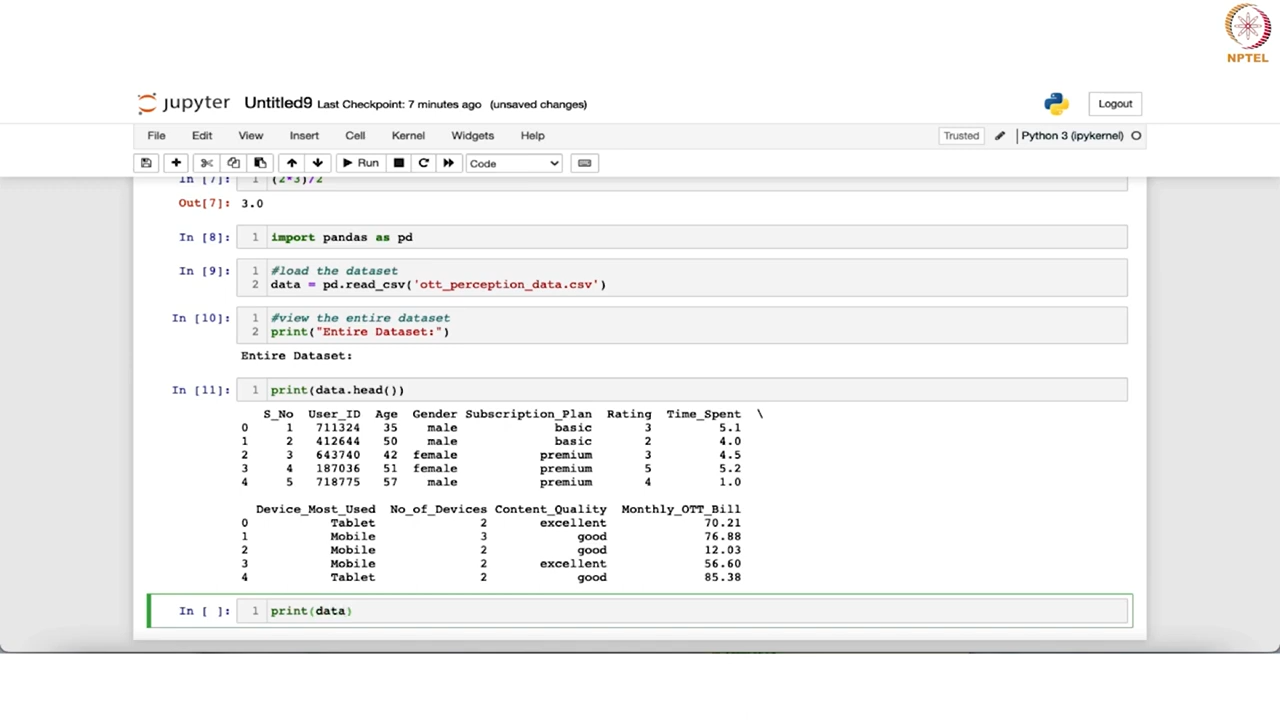 NPTEL
jupyter Untitled9 Last Checkpoint: 7 minutes ago (unsaved changes)
Logout
File Edit View Insert Cell Kernel Widgets Help
Trusted Python 3 (ipykernel)
Run Code
In [7]: 1 (2*3)/2
Out[7]: 3.0
In [8]: 1 import pandas as pd
In [9]: 1 #load the dataset
2 data = pd.read_csv('ott_perception_data.csv')
In [10]: 1 #view the entire dataset
2 print("Entire Dataset:")
Entire Dataset:
In [11]: 1 print(data.head())
S_No User_ID Age Gender Subscription_Plan Rating Time_Spent \
0 1 711324 35 male basic 3 5.1
1 2 412644 50 male basic 2 4.0
2 3 643740 42 female premium 3 4.5
3 4 187036 51 female premium 5 5.2
4 5 718775 57 male premium 4 1.0
Device_Most_Used No_of_Devices Content_Quality Monthly_OTT_Bill
0 Tablet 2 excellent 70.21
1 Mobile 3 good 76.88
2 Mobile 2 good 12.03
3 Mobile 2 excellent 56.60
4 Tablet 2 good 85.38
In [ ]: 1 print(data)